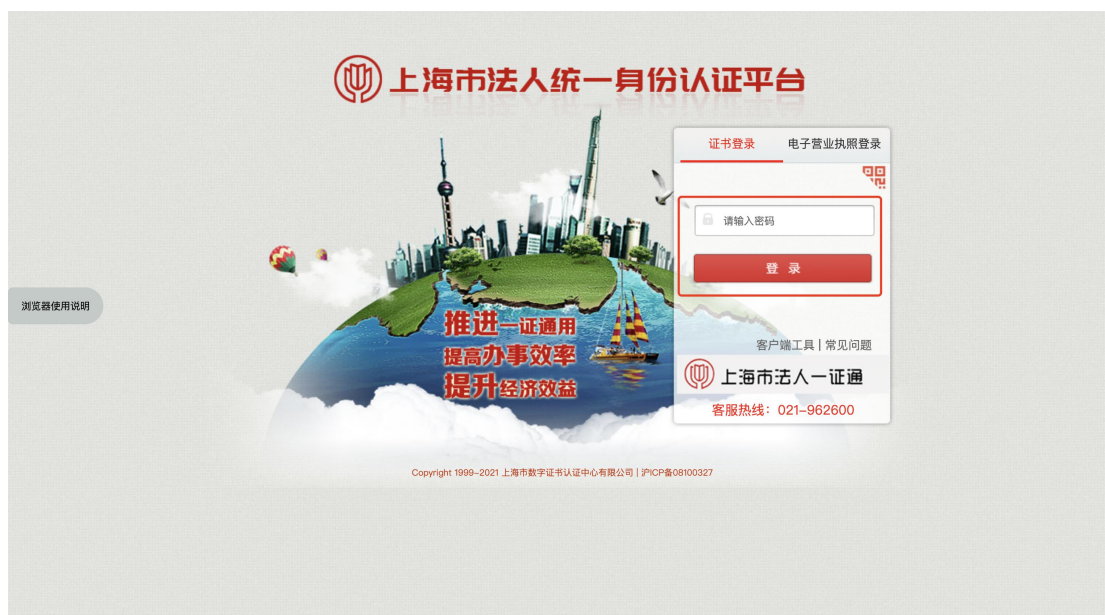 上海市法人统一身份认证平台
证书登录
电子营业执照登录
请输入密码
登 录
浏览器使用说明
推进一证通用
提高办事效率
提升经济效益
客户端工具 | 常见问题
上海市法人一证通
客服热线：021-962600
Copyright 1999-2021 上海市数字证书认证中心有限公司 | 沪ICP备08100327